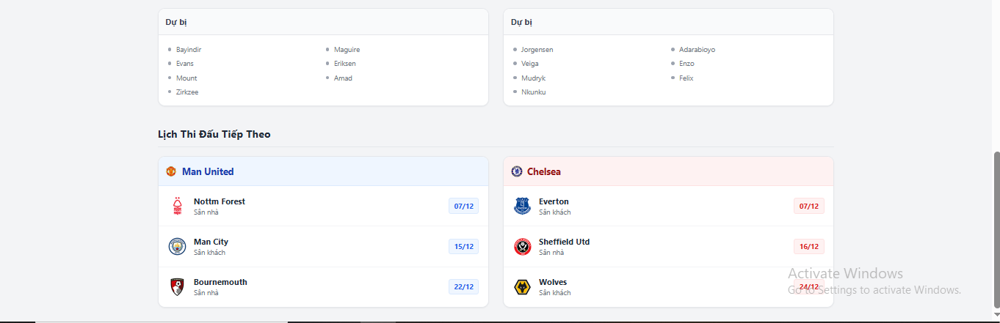 Dự bị
Bayindir
Maguire
Evans
Eriksen
Mount
Amad
Zirkzee
Dự bị
Jorgensen
Adarabioyo
Veiga
Enzo
Mudryk
Felix
Nkunku
Lịch Thi Đấu Tiếp Theo
Man United
Nottm Forest
07/12
Sân nhà
Man City
15/12
Sân khách
Bournemouth
22/12
Sân nhà
Chelsea
Everton
07/12
Sân khách
Sheffield Utd
16/12
Sân nhà
Wolves
24/12
Sân khách
Activate Windows
Go to Settings to activate Windows.